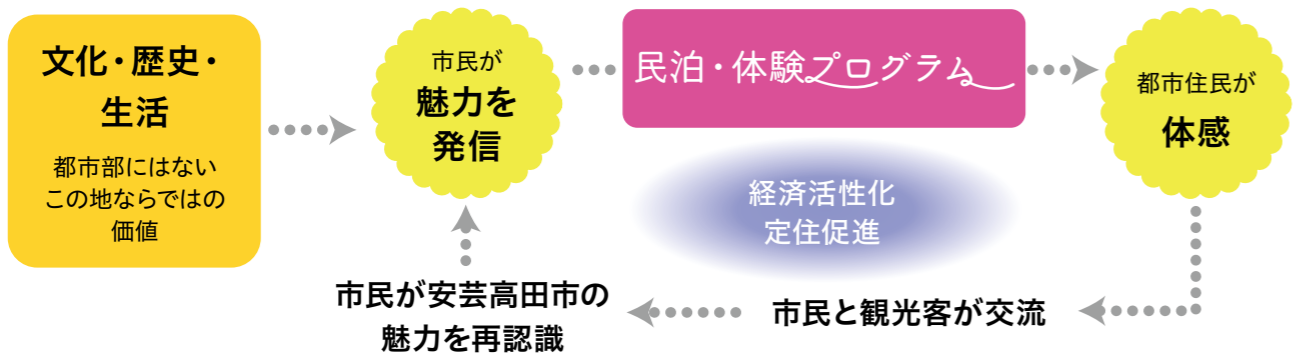 文化・歴史・
生活
都市部にはない
この地ならではの
価値
市民が
魅力を
発信
民泊・体験プログラム
都市住民が
体感
経済活性化
定住促進
市民と観光客が交流
市民が安芸高田市の
魅力を再認識